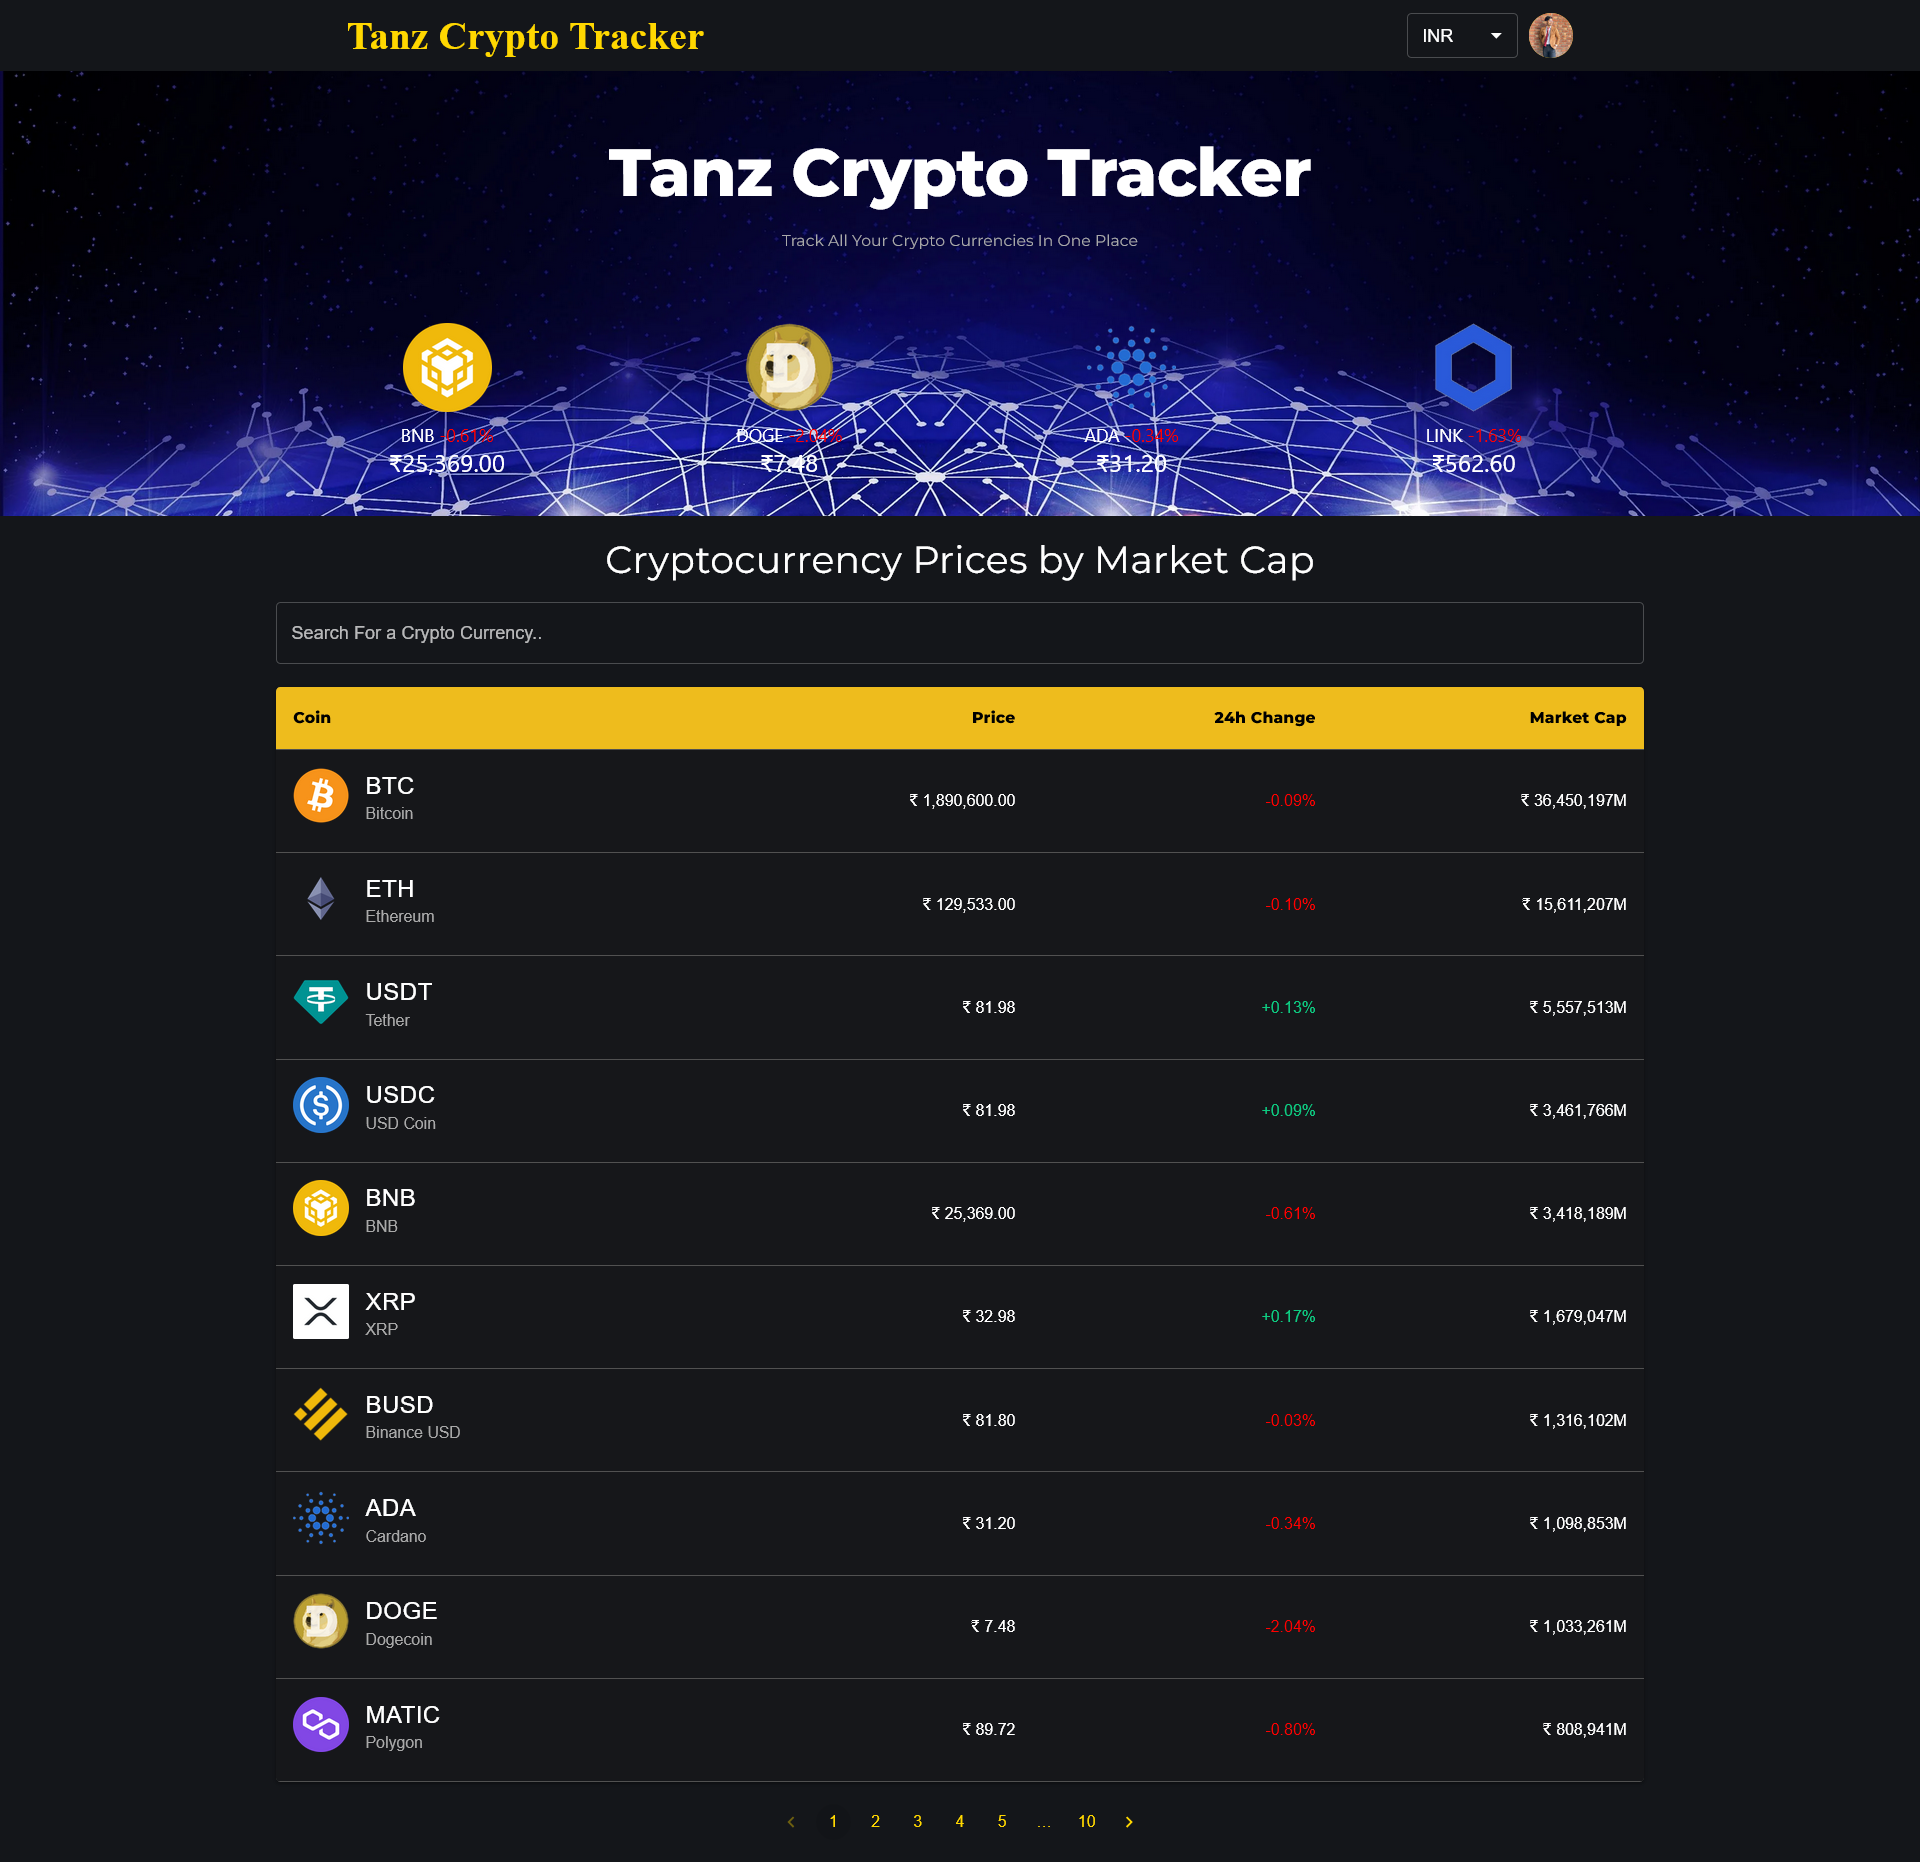 Tanz Crypto Tracker
INR
Tanz Crypto Tracker
Track All Your Crypto Currencies In One Place
BNB -0.61%
₹25,369.00
DOGE -2.04%
₹7.48
ADA -0.34%
₹31.20
LINK -1.63%
₹562.60
Cryptocurrency Prices by Market Cap
Search For a Crypto Currency..
Coin Price 24h Change Market Cap
BTC
Bitcoin
₹ 1,890,600.00 -0.09% ₹ 36,450,197M
ETH
Ethereum
₹ 129,533.00 -0.10% ₹ 15,611,207M
USDT
Tether
₹ 81.98 +0.13% ₹ 5,557,513M
USDC
USD Coin
₹ 81.98 +0.09% ₹ 3,461,766M
BNB
BNB
₹ 25,369.00 -0.61% ₹ 3,418,189M
XRP
XRP
₹ 32.98 +0.17% ₹ 1,679,047M
BUSD
Binance USD
₹ 81.80 -0.03% ₹ 1,316,102M
ADA
Cardano
₹ 31.20 -0.34% ₹ 1,098,853M
DOGE
Dogecoin
₹ 7.48 -2.04% ₹ 1,033,261M
MATIC
Polygon
₹ 89.72 -0.80% ₹ 808,941M
1 2 3 4 5 ... 10